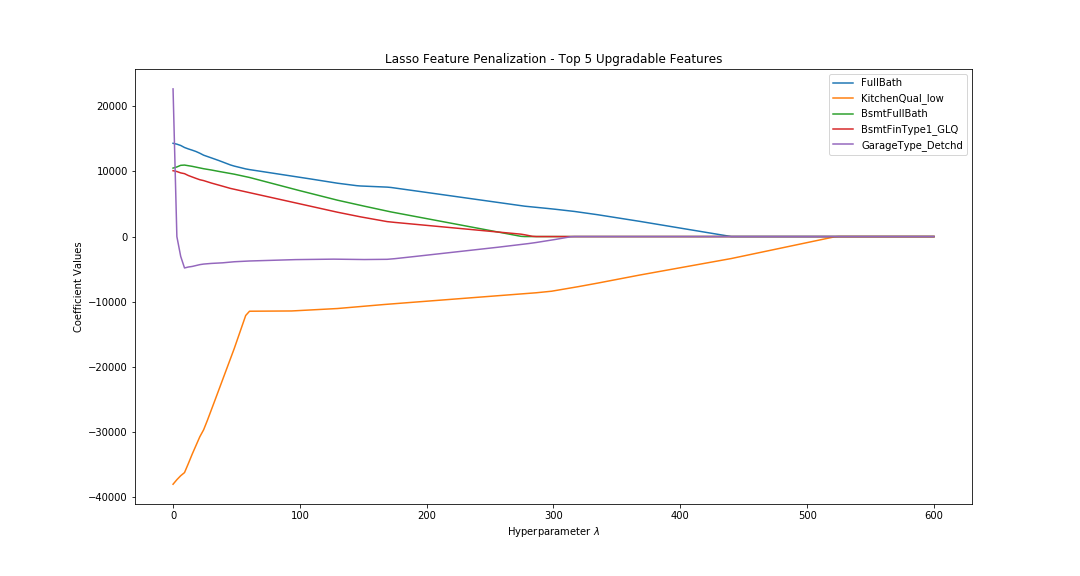 Lasso Feature Penalization - Top 5 Upgradable Features
FullBath
KitchenQual_low
BsmtFullBath
BsmtFinType1_GLQ
GarageType_Detchd
20000
10000
0
−10000
−20000
−30000
−40000
Coefficient Values
0 100 200 300 400 500 600
Hyperparameter λ